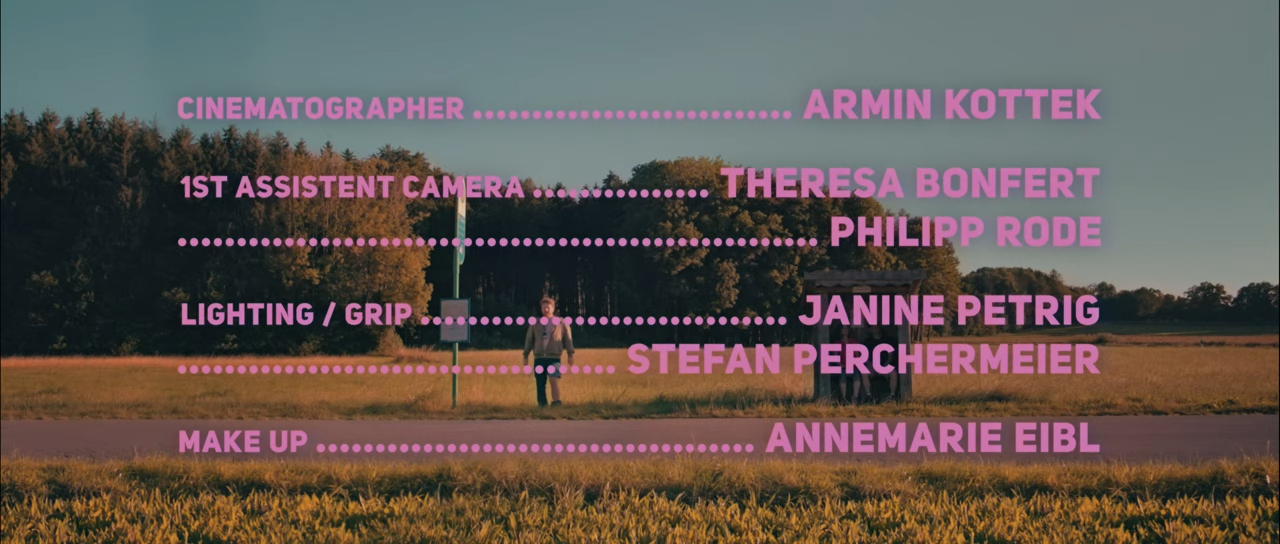 CINEMATOGRAPHER .......................... ARMIN KOTTEK
1ST ASSISTENT CAMERA ............... THERESA BONFERT
...................................................... PHILIPP RODE
LIGHTING / GRIP ............................... JANINE PETRIG
..................................... STEFAN PERCHERMEIER
MAKE UP ..................................... ANNEMARIE EIBL